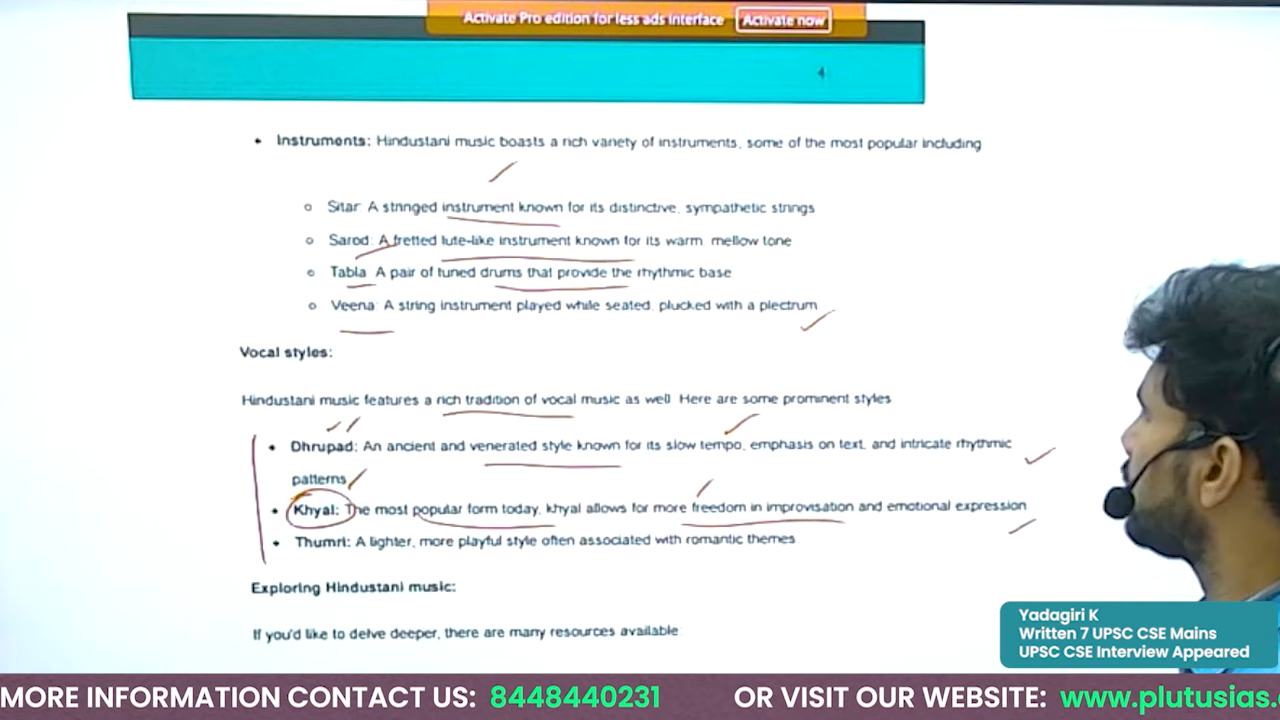 Activate Pro edition for less ads interface Activate now
4
• Instruments: Hindustani music boasts a rich variety of instruments, some of the most popular including
o Sitar: A stringed instrument known for its distinctive, sympathetic strings
o Sarod: A fretted lute-like instrument known for its warm mellow tone
o Tabla: A pair of tuned drums that provide the rhythmic base
o Veena: A string instrument played while seated, plucked with a plectrum
Vocal styles:
Hindustani music features a rich tradition of vocal music as well. Here are some prominent styles
• Dhrupad: An ancient and venerated style known for its slow tempo, emphasis on text, and intricate rhythmic
patterns
• Khyal: The most popular form today, khyal allows for more freedom in improvisation and emotional expression
• Thumri: A lighter, more playful style often associated with romantic themes
Exploring Hindustani music:
If you'd like to delve deeper, there are many resources available
Yadagiri K
Written 7 UPSC CSE Mains
UPSC CSE Interview Appeared
MORE INFORMATION CONTACT US: 8448440231 OR VISIT OUR WEBSITE: www.plutusias.